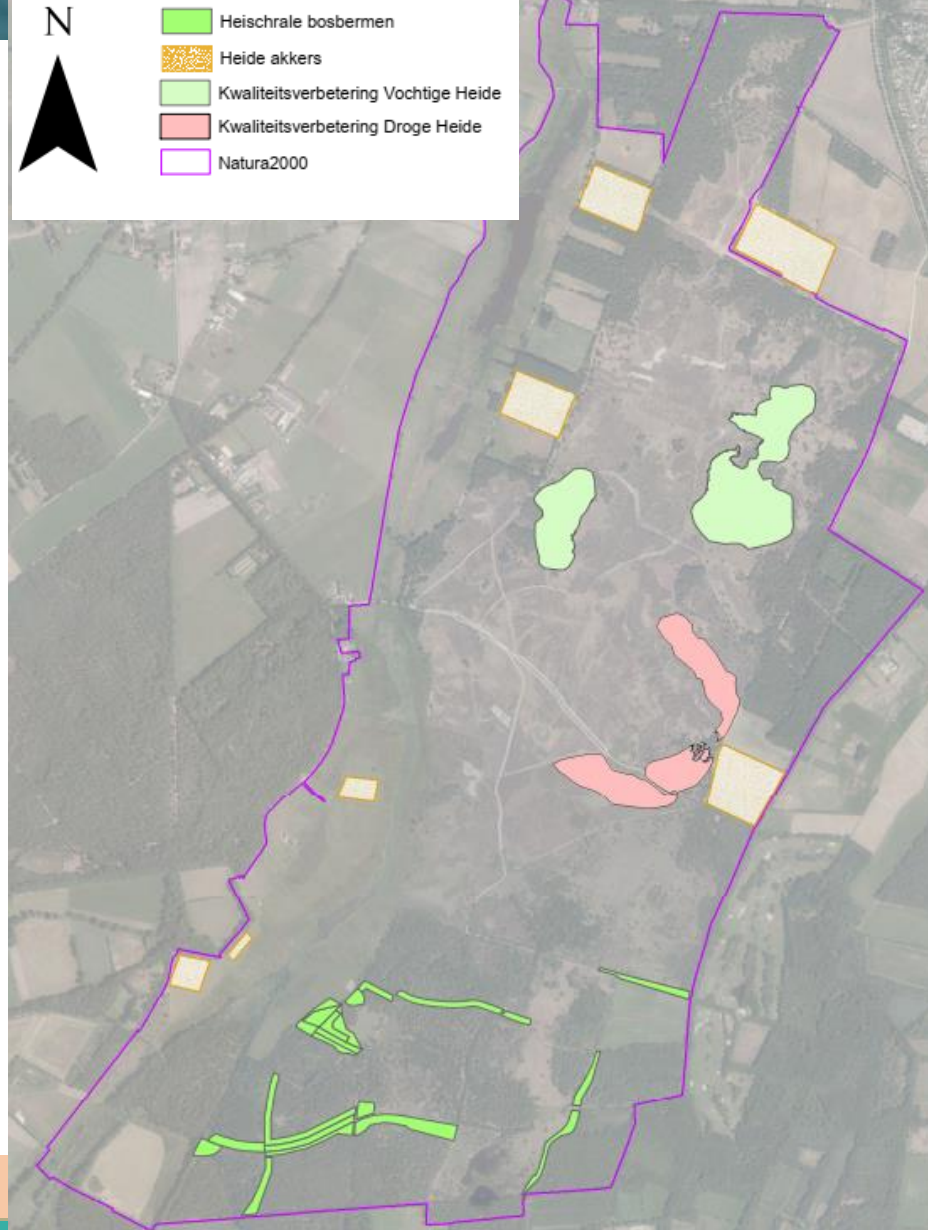 N
Heischrale bosbermen
Heide akkers
Kwaliteitsverbetering Vochtige Heide
Kwaliteitsverbetering Droge Heide
Natura2000